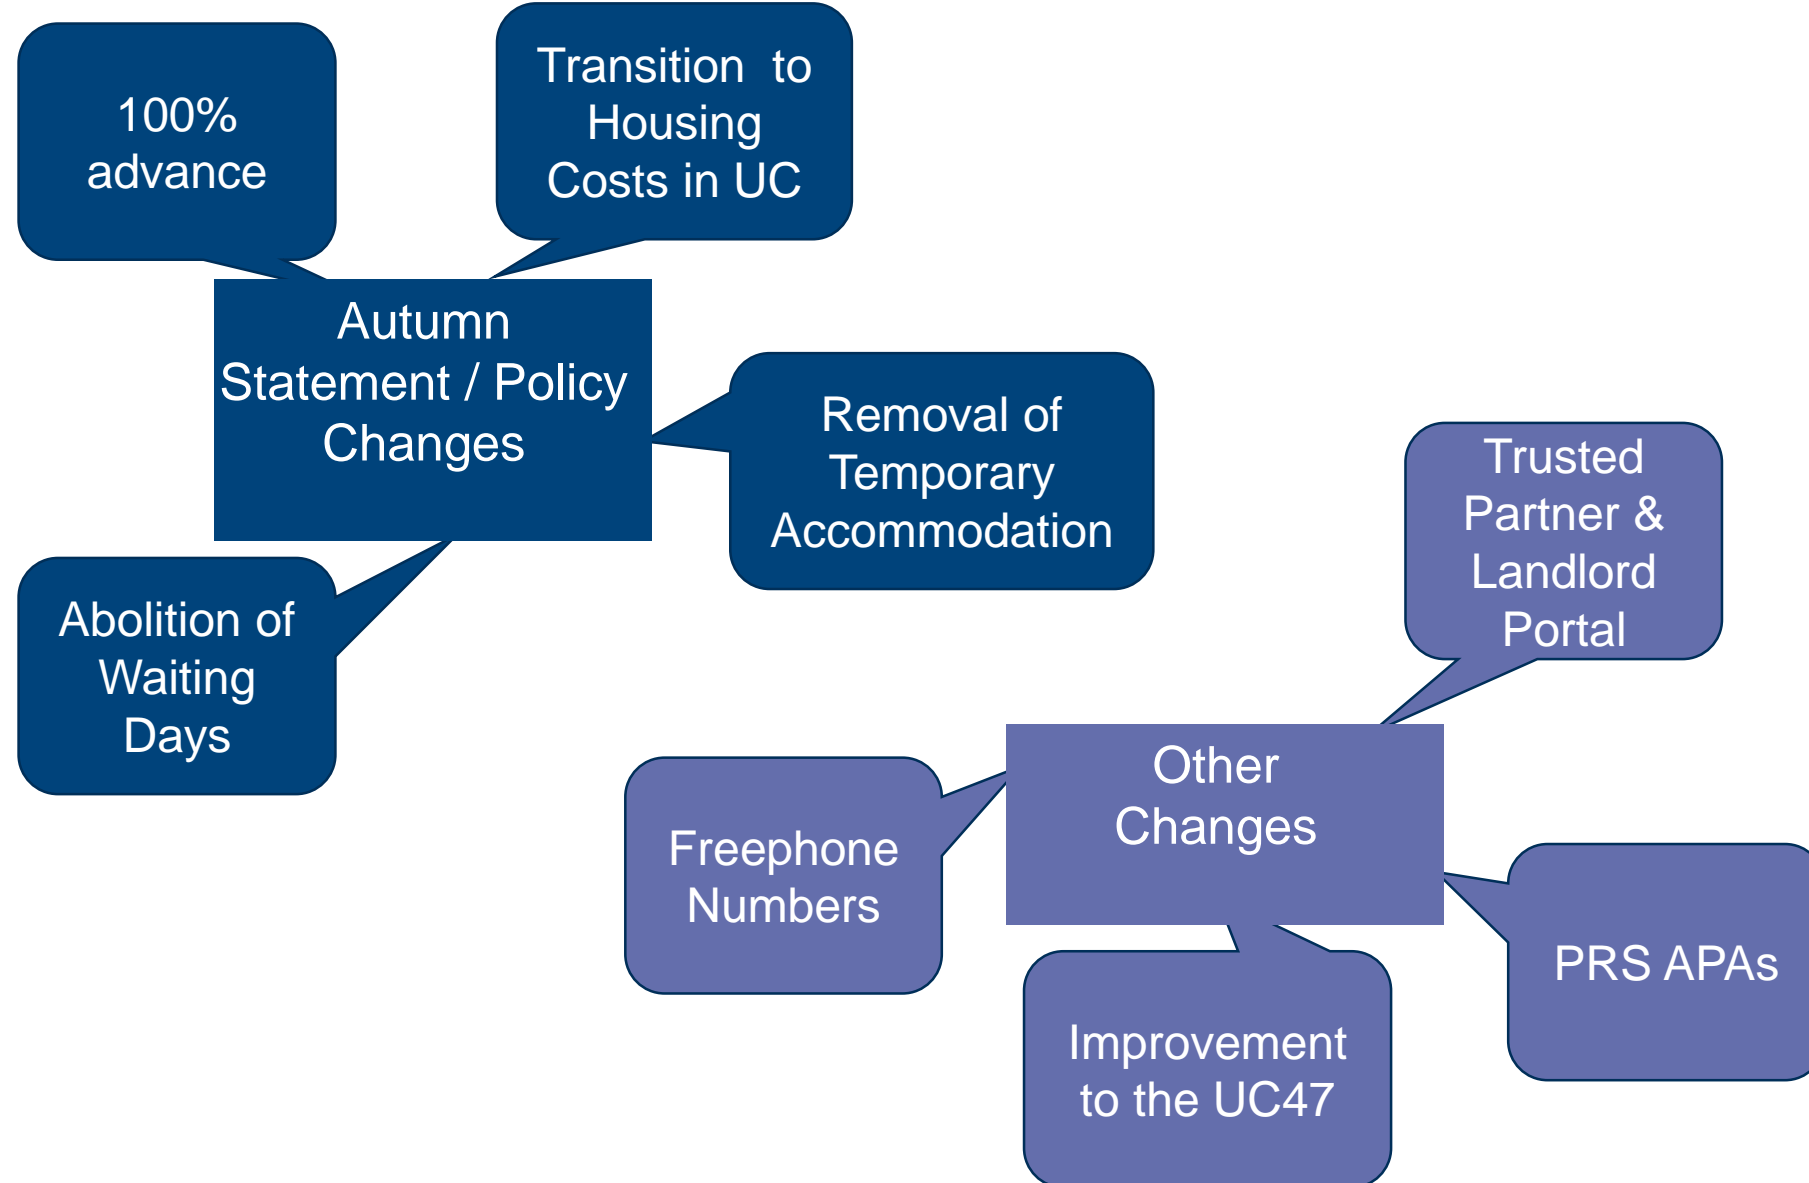 100%
advance
Transition to
Housing
Costs in UC
Autumn
Statement / Policy
Changes
Removal of
Temporary
Accommodation
Abolition of
Waiting
Days
Trusted
Partner &
Landlord
Portal
Other
Changes
Freephone
Numbers
PRS APAs
Improvement
to the UC47